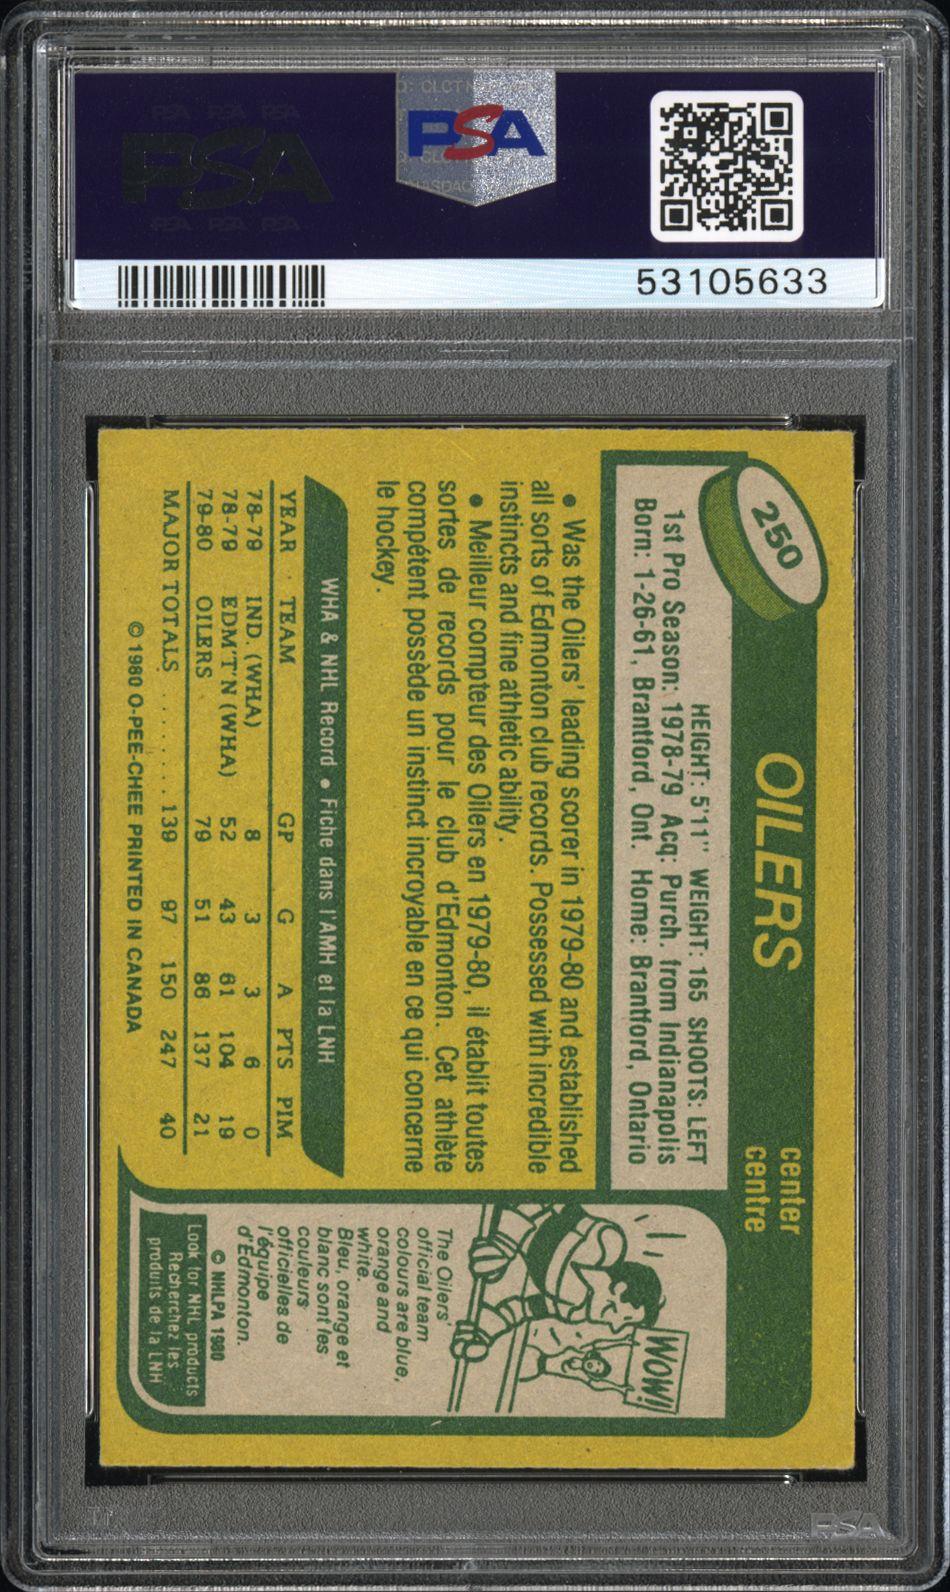 PSA PSA PSA
PSA
PSA PSA PSA
PSA
53105633
250
OILERS
center
centre
HEIGHT: 5'11" WEIGHT: 165 SHOOTS: LEFT
1st Pro Season: 1978-79 Acq: Purch. from Indianapolis
Born: 1-26-61, Brantford, Ont. Home: Brantford, Ontario
• Was the Oilers' leading scorer in 1979-80 and established
all sorts of Edmonton club records. Possessed with incredible
instincts and fine athletic ability.
• Meilleur compteur des Oilers en 1979-80, il établit toutes
sortes de records pour le club d'Edmonton. Cet athlète
compétent possède un instinct incroyable en ce qui concerne
le hockey.
WHA & NHL Record • Fiche dans l'AMH et la LNH
YEAR TEAM GP G A PTS PIM
78-79 IND. (WHA) 8 3 3 6 0
78-79 EDM'T'N (WHA) 52 43 61 104 19
79-80 OILERS 79 51 86 137 21
MAJOR TOTALS . . . . . . . . 139 97 150 247 40
© 1980 O-PEE-CHEE PRINTED IN CANADA
WOW!
The Oilers'
official team
colours are blue,
orange and
white.
Bleu, orange et
blanc sont les
couleurs
officielles de
l'équipe
d'Edmonton.
© NHLPA 1980
Look for NHL products
Recherchez les
produits de la LNH
PSA